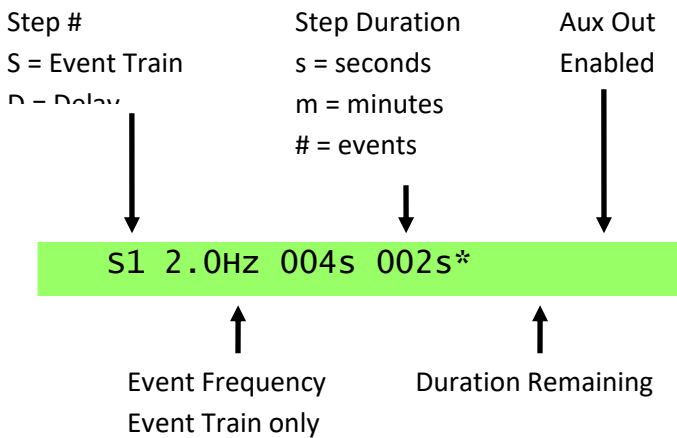 Step #
S = Event Train
D = Delay
Step Duration
s = seconds
m = minutes
# = events
Aux Out
Enabled
S1 2.0Hz 004s 002s*
Event Frequency
Event Train only
Duration Remaining